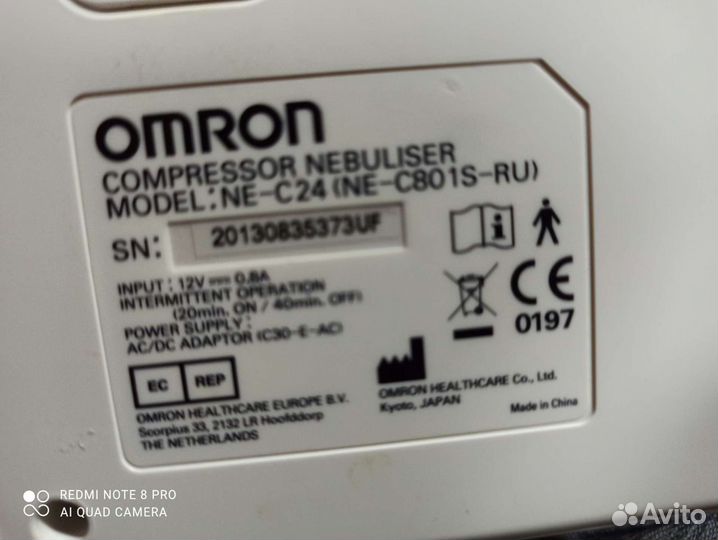 OMRON
COMPRESSOR NEBULISER
MODEL: NE-C24 (NE-C801S-RU)
SN: 20130835373UF
INPUT: 12V⎓0.8A
INTERMITTENT OPERATION
(20min. ON / 40min. OFF)
POWER SUPPLY:
AC/DC ADAPTOR (C30-E-AC)
CE
0197
EC REP
OMRON HEALTHCARE EUROPE B.V.
Scorpius 33, 2132 LR Hoofddorp
THE NETHERLANDS
OMRON HEALTHCARE Co., Ltd.
Kyoto, JAPAN
Made in China
REDMI NOTE 8 PRO
AI QUAD CAMERA
Avito